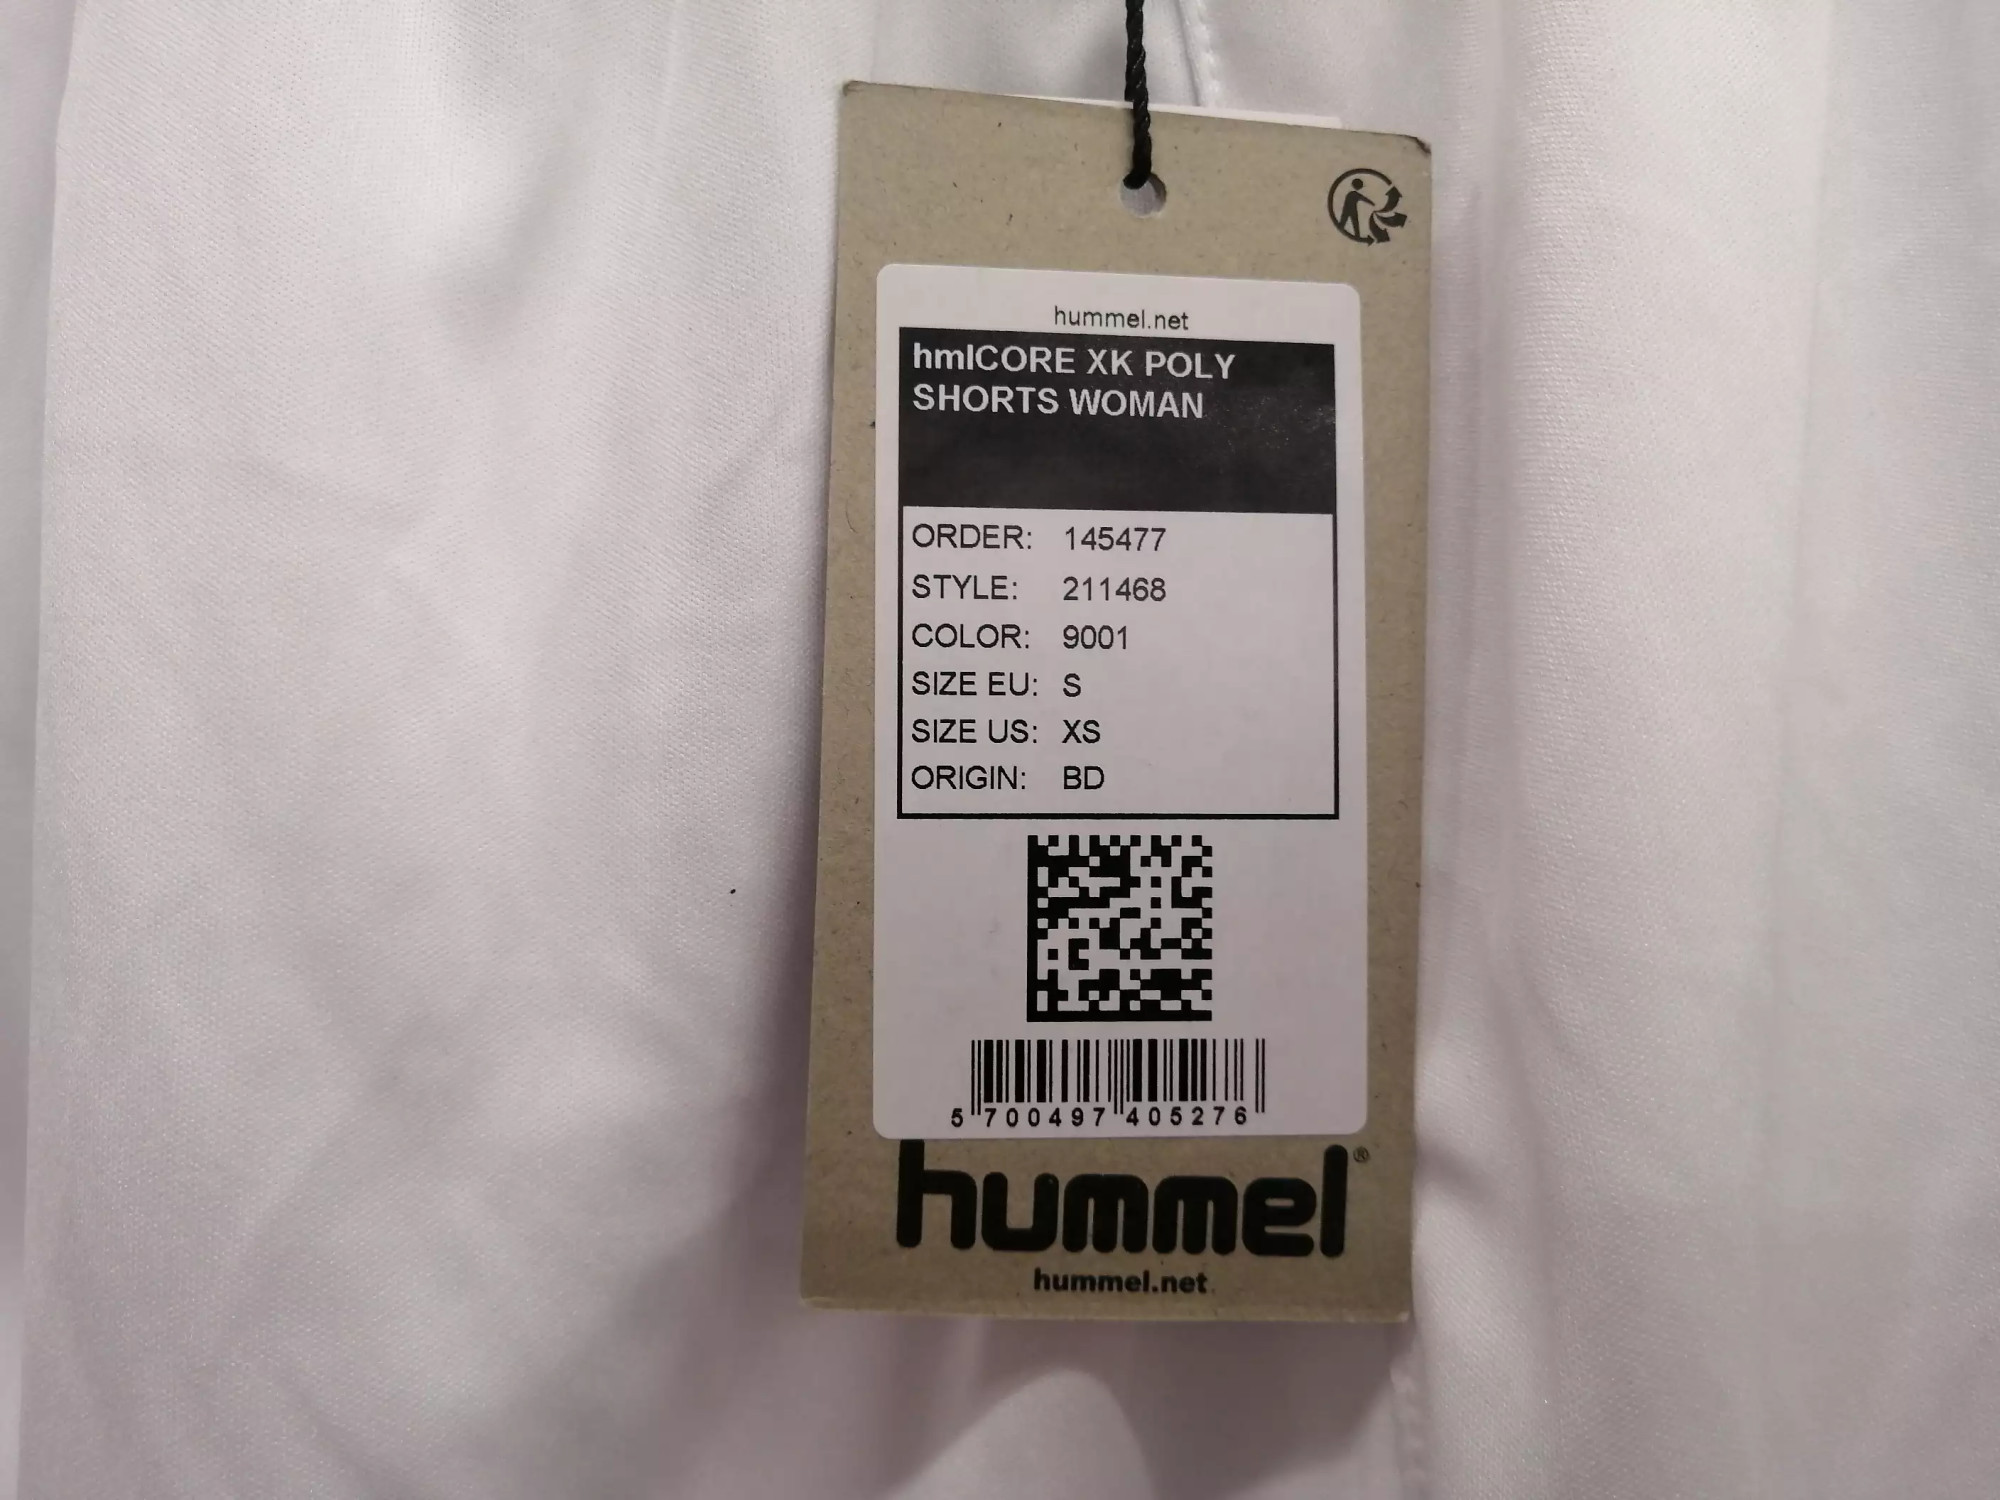 hummel.net
hmlCORE XK POLY
SHORTS WOMAN
ORDER: 145477
STYLE: 211468
COLOR: 9001
SIZE EU: S
SIZE US: XS
ORIGIN: BD
5 700497 405276
hummel®
hummel.net